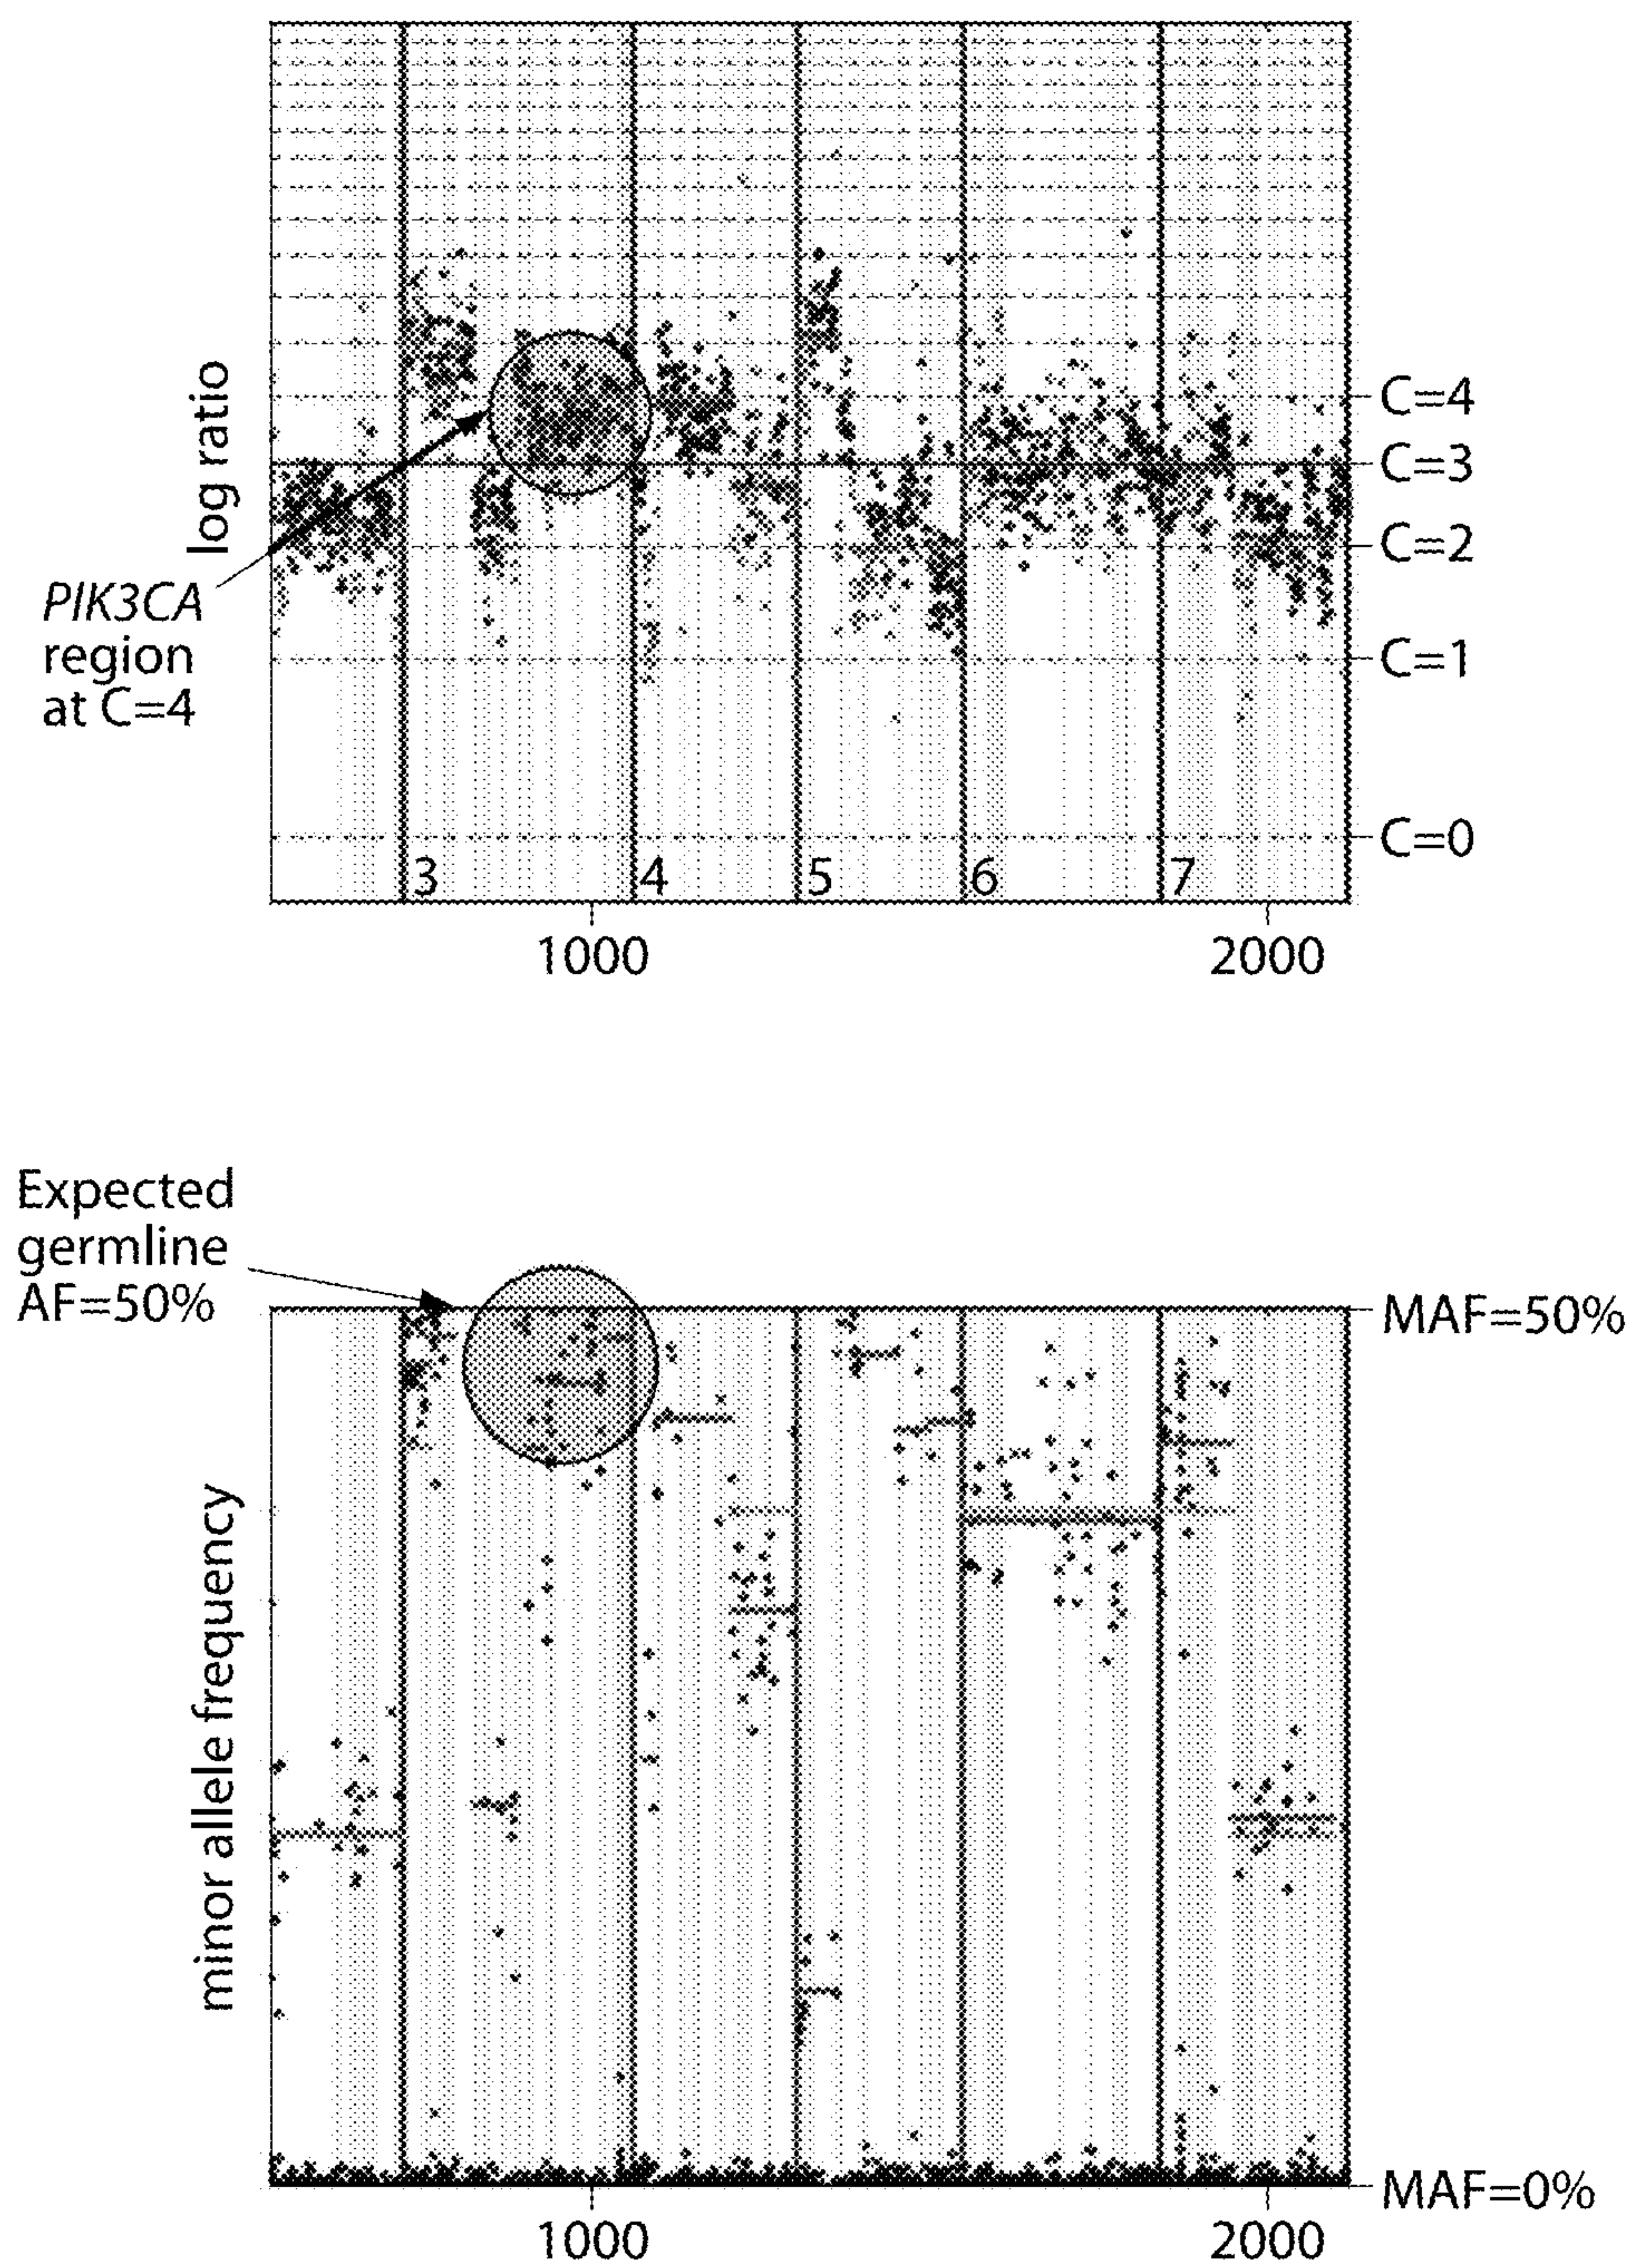 log ratio
C=4
C=3
C=2
C=1
C=0
PIK3CA
region
at C=4
3
4
5
6
7
1000
2000
Expected
germline
AF=50%
MAF=50%
minor allele frequency
MAF=0%
1000
2000